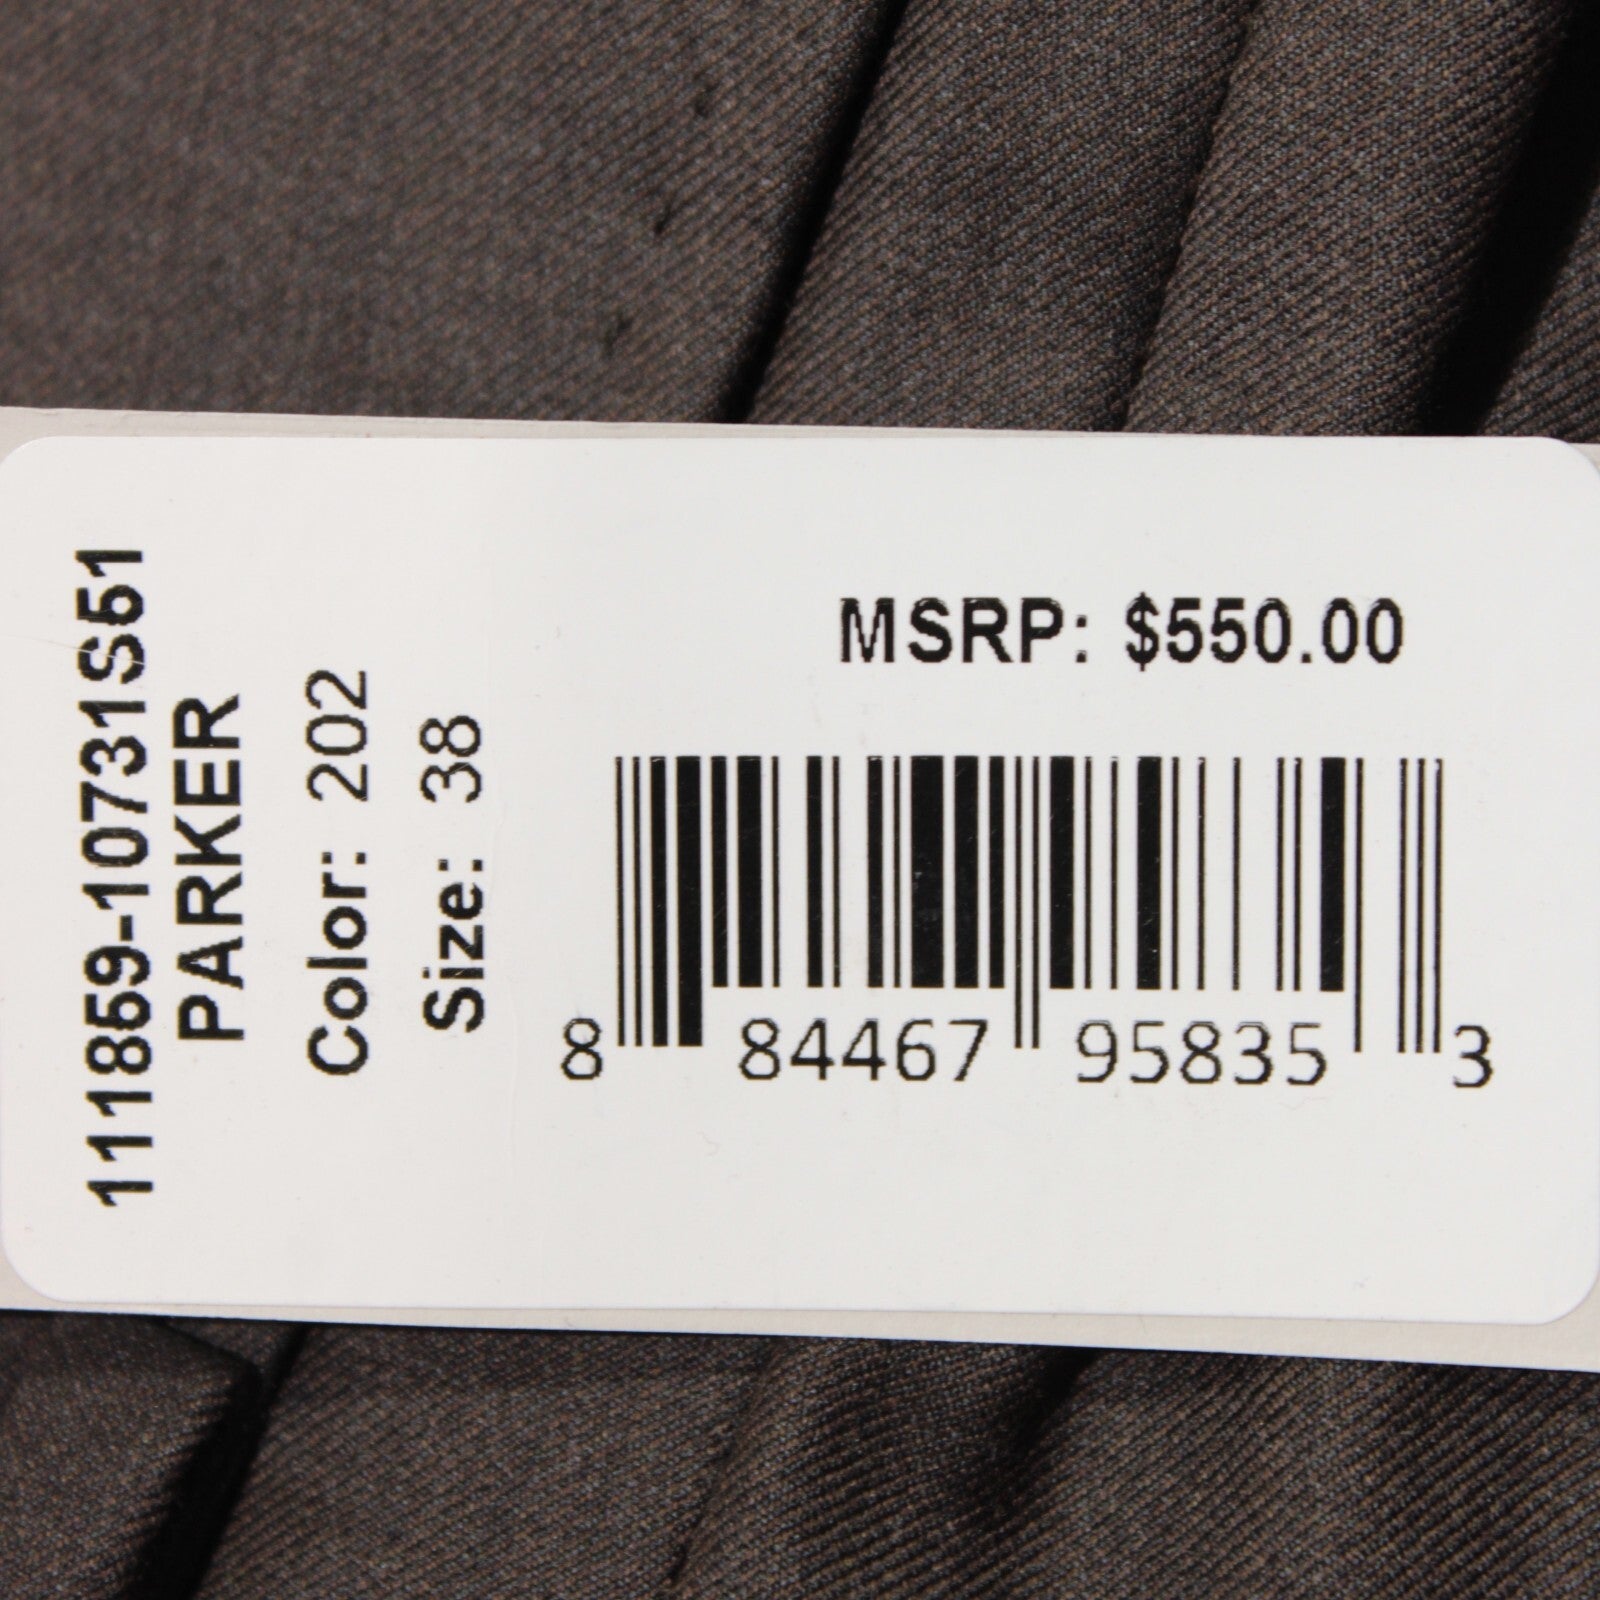 111859-10731S51
PARKER
Color: 202
Size: 38
MSRP: $550.00
8 84467 95835 3